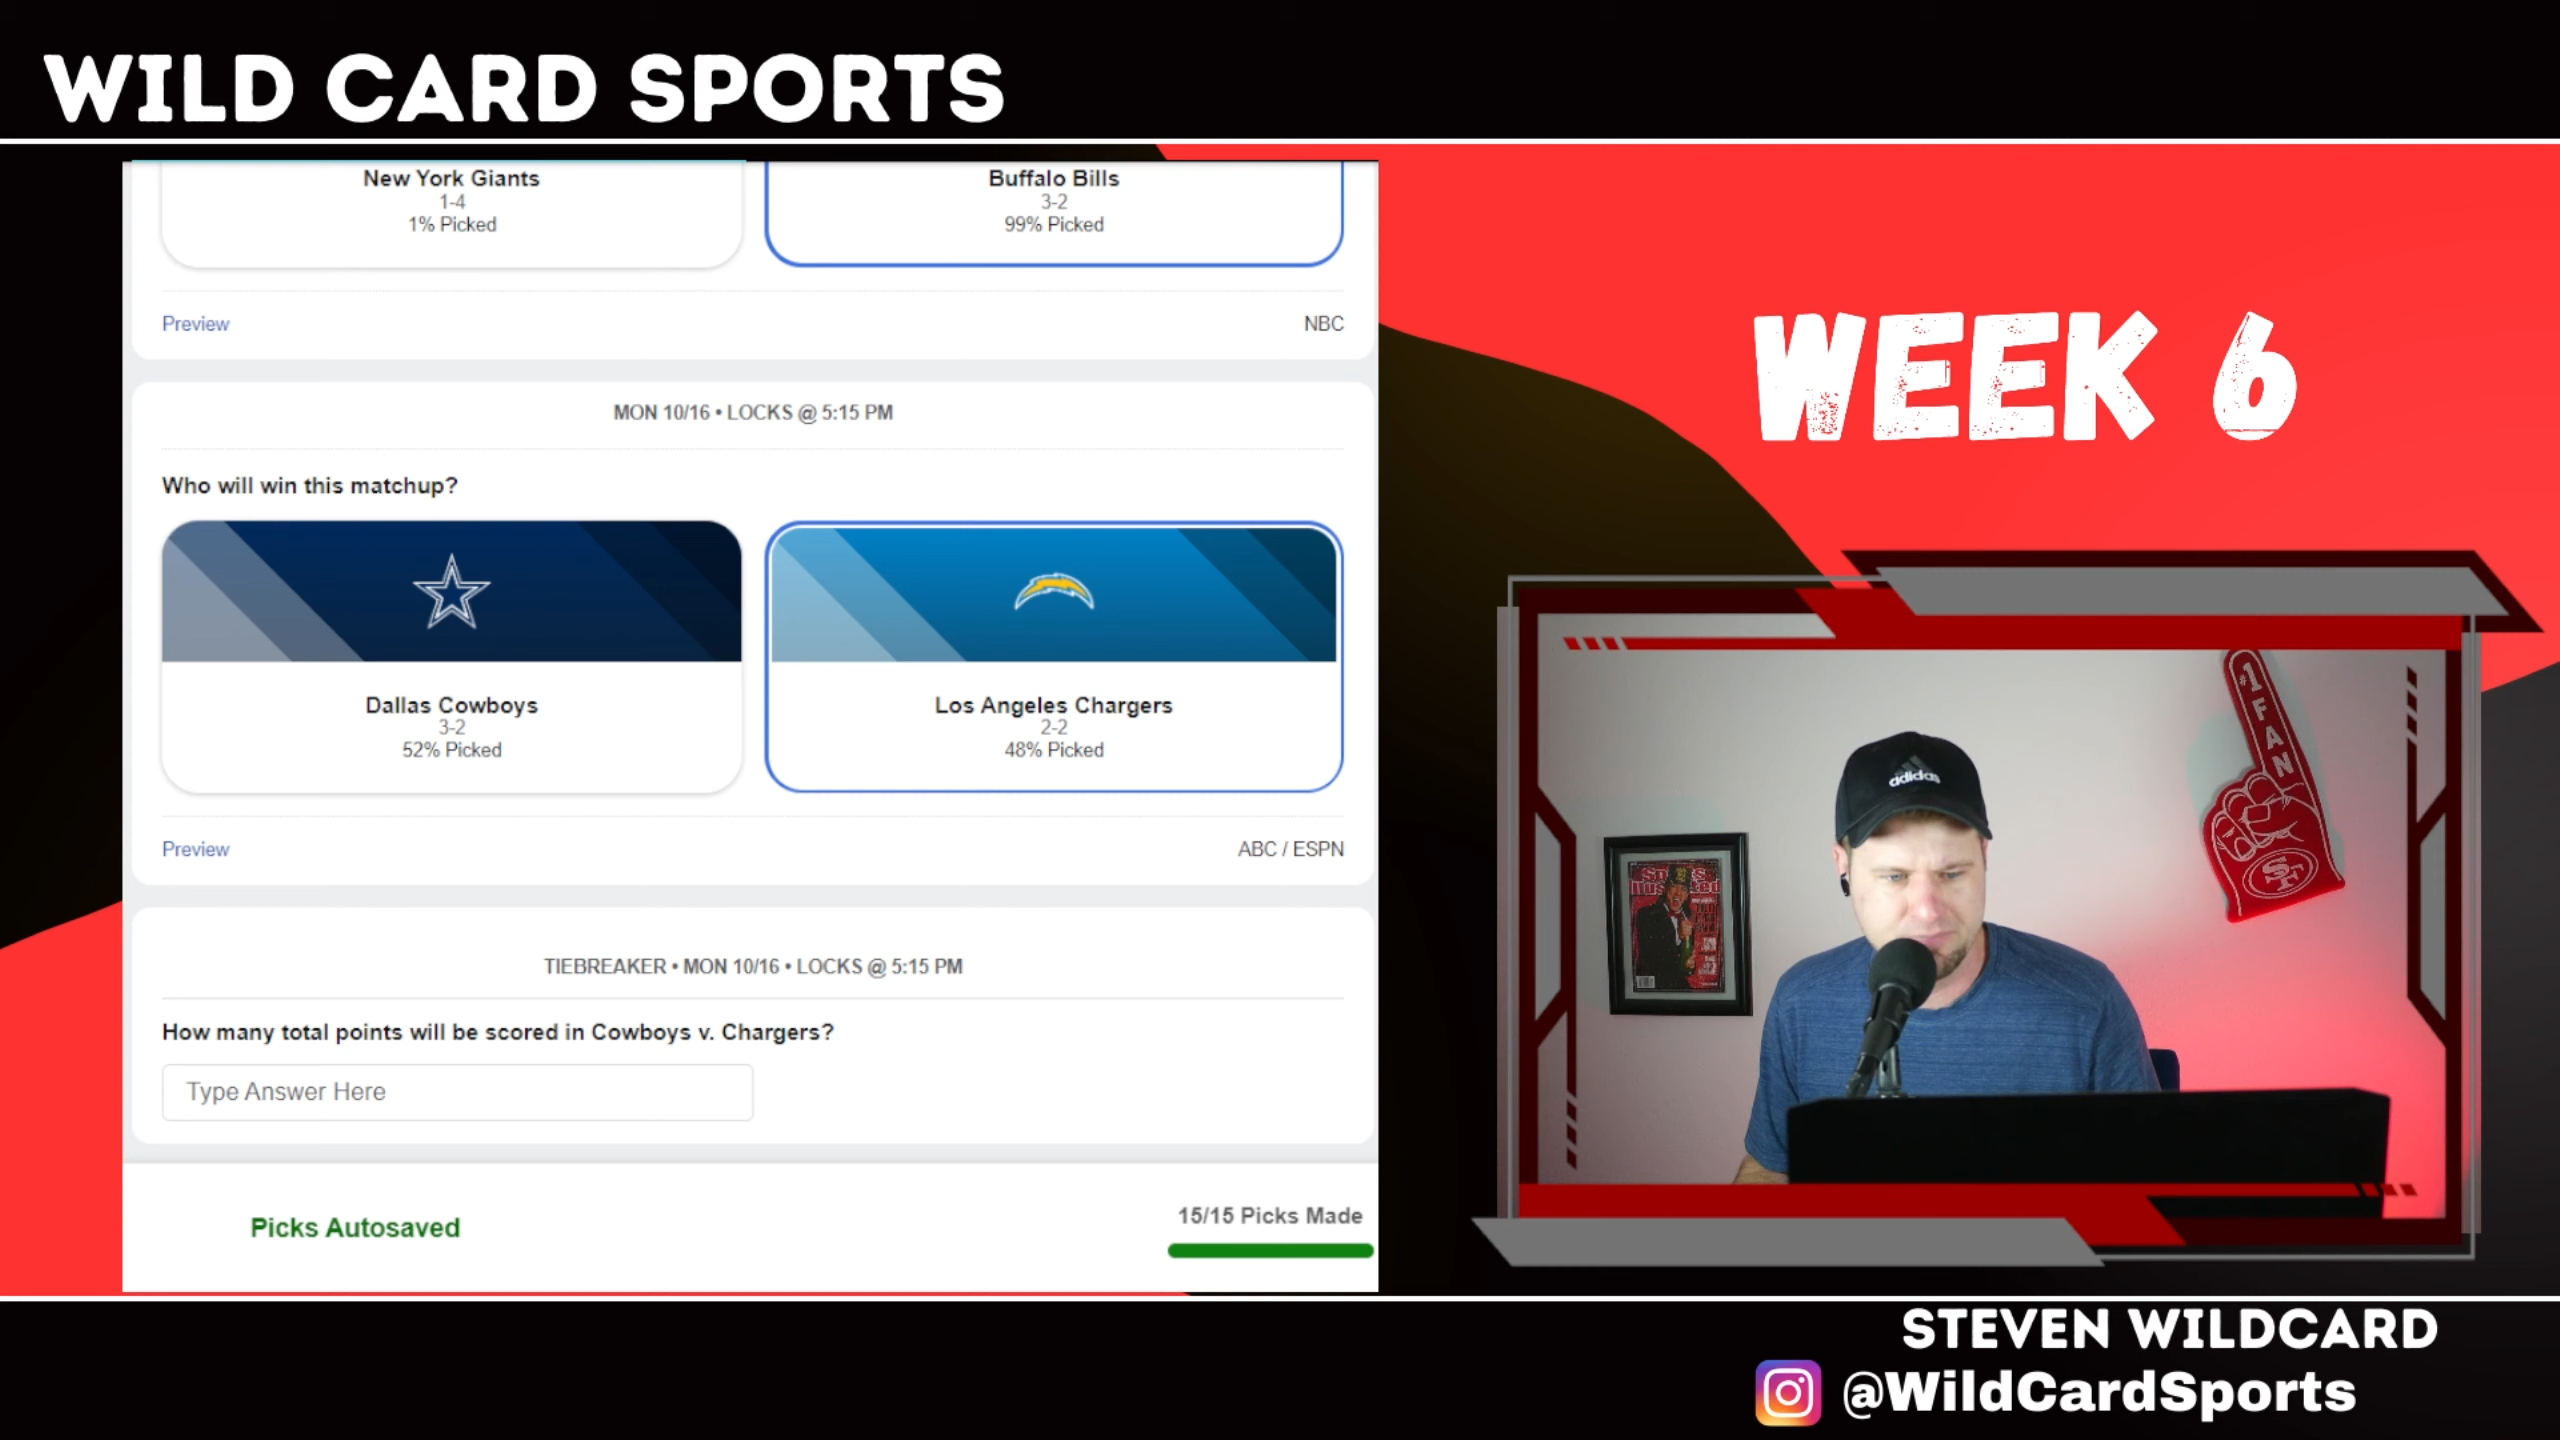 WILD CARD SPORTS
New York Giants
1-4
1% Picked
Buffalo Bills
3-2
99% Picked
Preview
NBC
MON 10/16 • LOCKS @ 5:15 PM
Who will win this matchup?
Dallas Cowboys
3-2
52% Picked
Los Angeles Chargers
2-2
48% Picked
Preview
ABC / ESPN
TIEBREAKER • MON 10/16 • LOCKS @ 5:15 PM
How many total points will be scored in Cowboys v. Chargers?
Type Answer Here
Picks Autosaved
15/15 Picks Made
WEEK 6
#1 FAN
SF
adidas
STEVEN WILDCARD
@WildCardSports